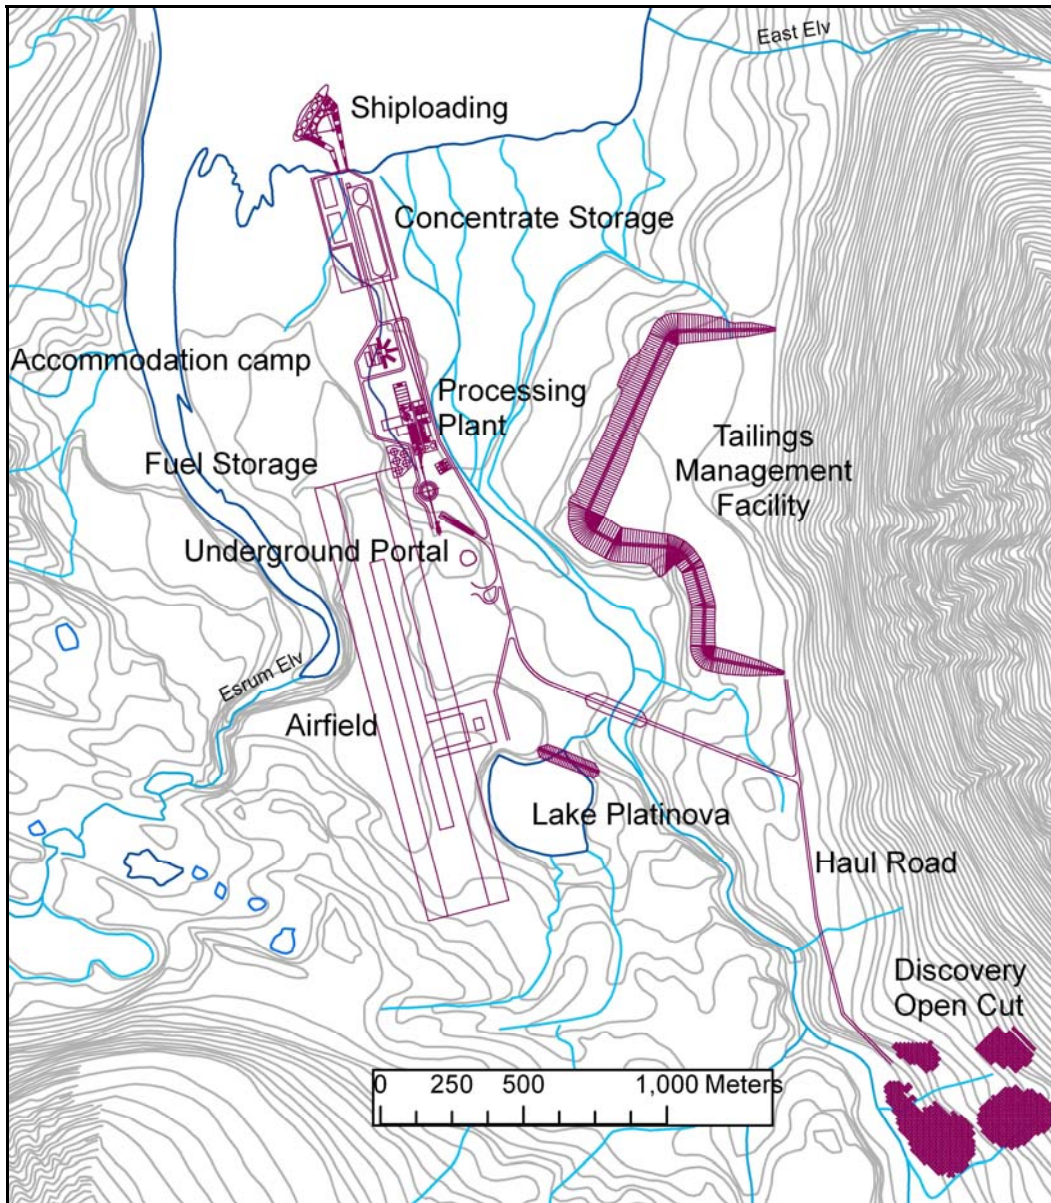 East Elv
Shiploading
Concentrate Storage
Accommodation camp
Processing
Plant
Tailings
Management
Facility
Fuel Storage
Underground Portal
Esrum Elv
Airfield
Lake Platinova
Haul Road
Discovery
Open Cut
0 250 500 1,000 Meters